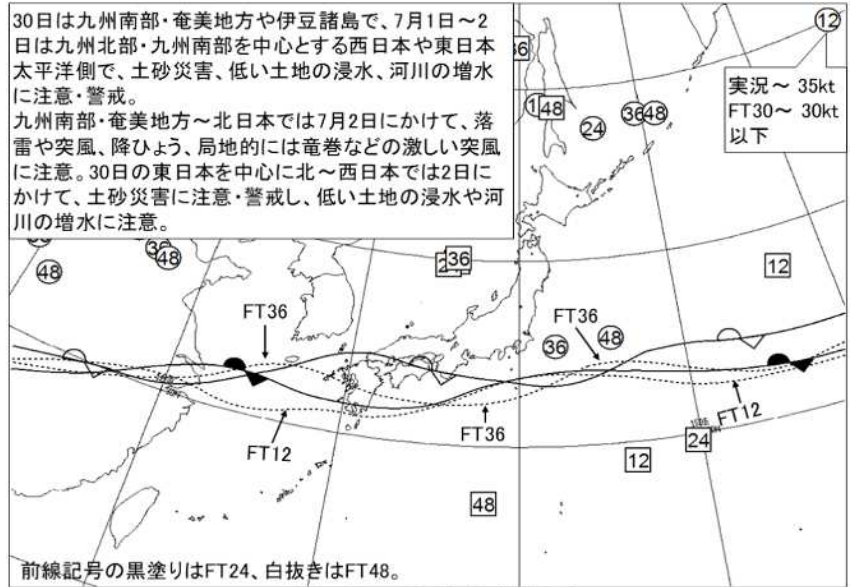 30日は九州南部・奄美地方や伊豆諸島で、7月1日～2
日は九州北部・九州南部を中心とする西日本や東日本
太平洋側で、土砂災害、低い土地の浸水、河川の増水
に注意・警戒。
九州南部・奄美地方～北日本では7月2日にかけて、落
雷や突風、降ひょう、局地的には竜巻などの激しい突風
に注意。30日の東日本を中心に北～西日本では2日に
かけて、土砂災害に注意・警戒し、低い土地の浸水や河
川の増水に注意。
12
実況～ 35kt
FT30～ 30kt
以下
36
48
24
36
48
48
48
36
12
FT36
FT36
36
48
FT12
FT36
FT12
24
12
48
前線記号の黒塗りはFT24、白抜きはFT48。